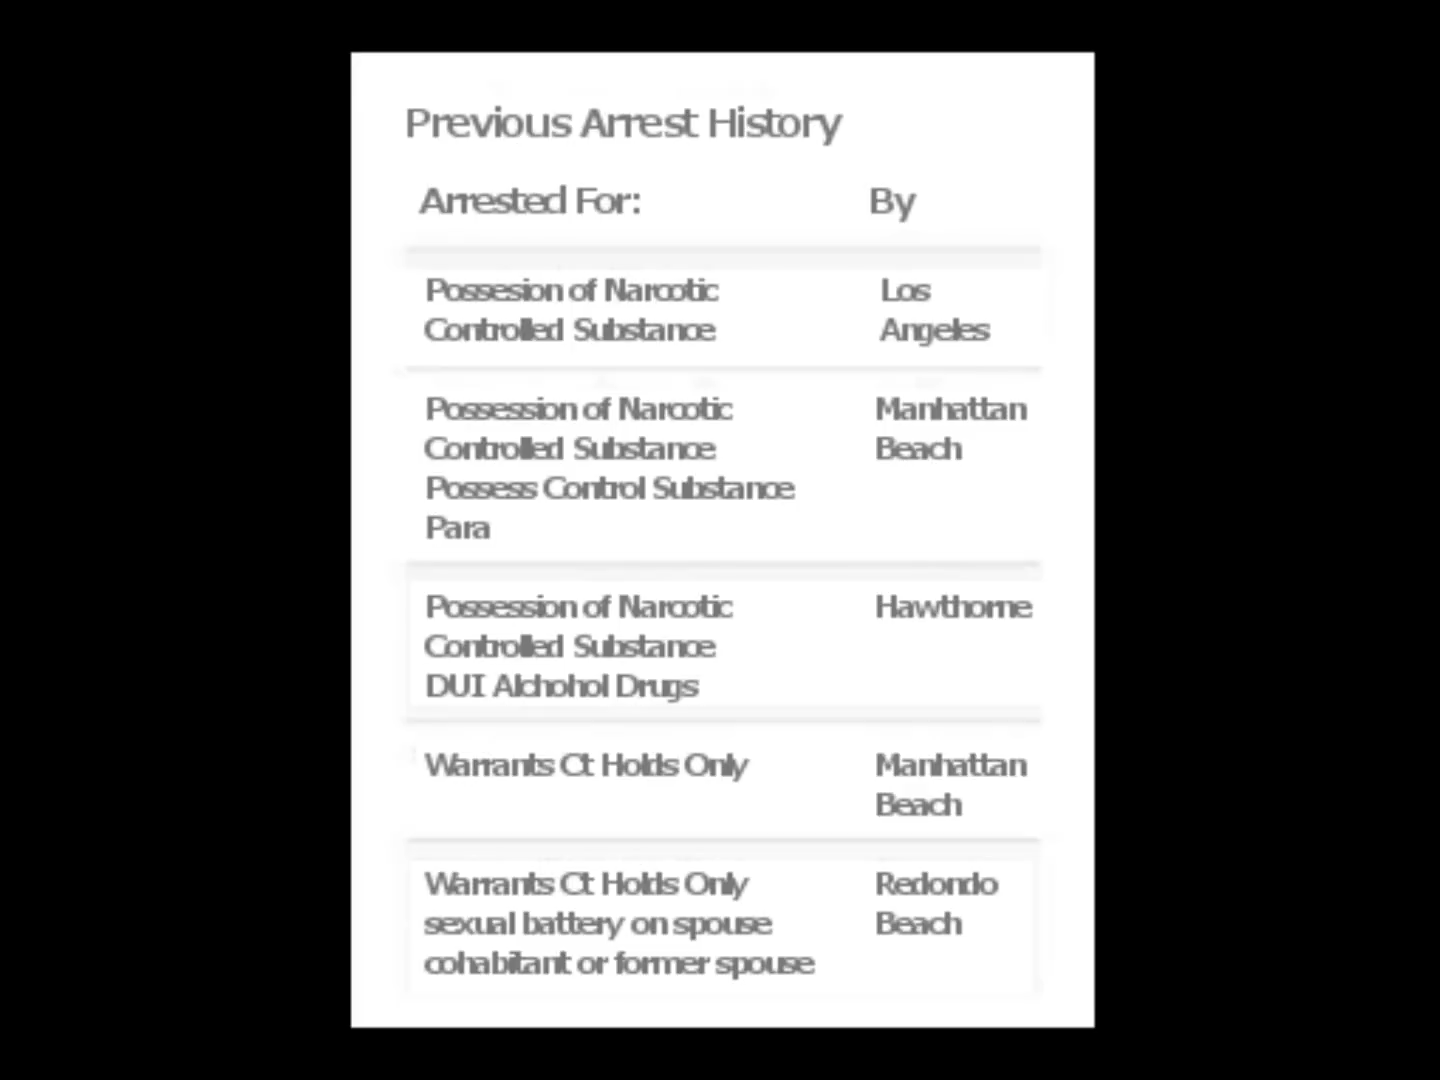 Previous Arrest History
Arrested For: By
Possesion of Narcotic Los
Controlled Substance Angeles
Possession of Narcotic Manhattan
Controlled Substance Beach
Possess Control Substance
Para
Possession of Narcotic Hawthorne
Controlled Substance
DUI Alchohol Drugs
Warrants Ct Holds Only Manhattan
Beach
Warrants Ct Holds Only Redondo
sexual battery on spouse Beach
cohabitant or former spouse